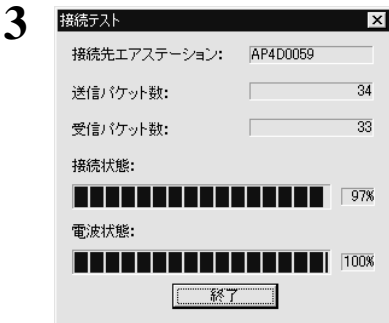 3
接続テスト
接続先エアステーション: AP4D0059
送信パケット数: 34
受信パケット数: 33
接続状態:
97%
電波状態:
100%
終了